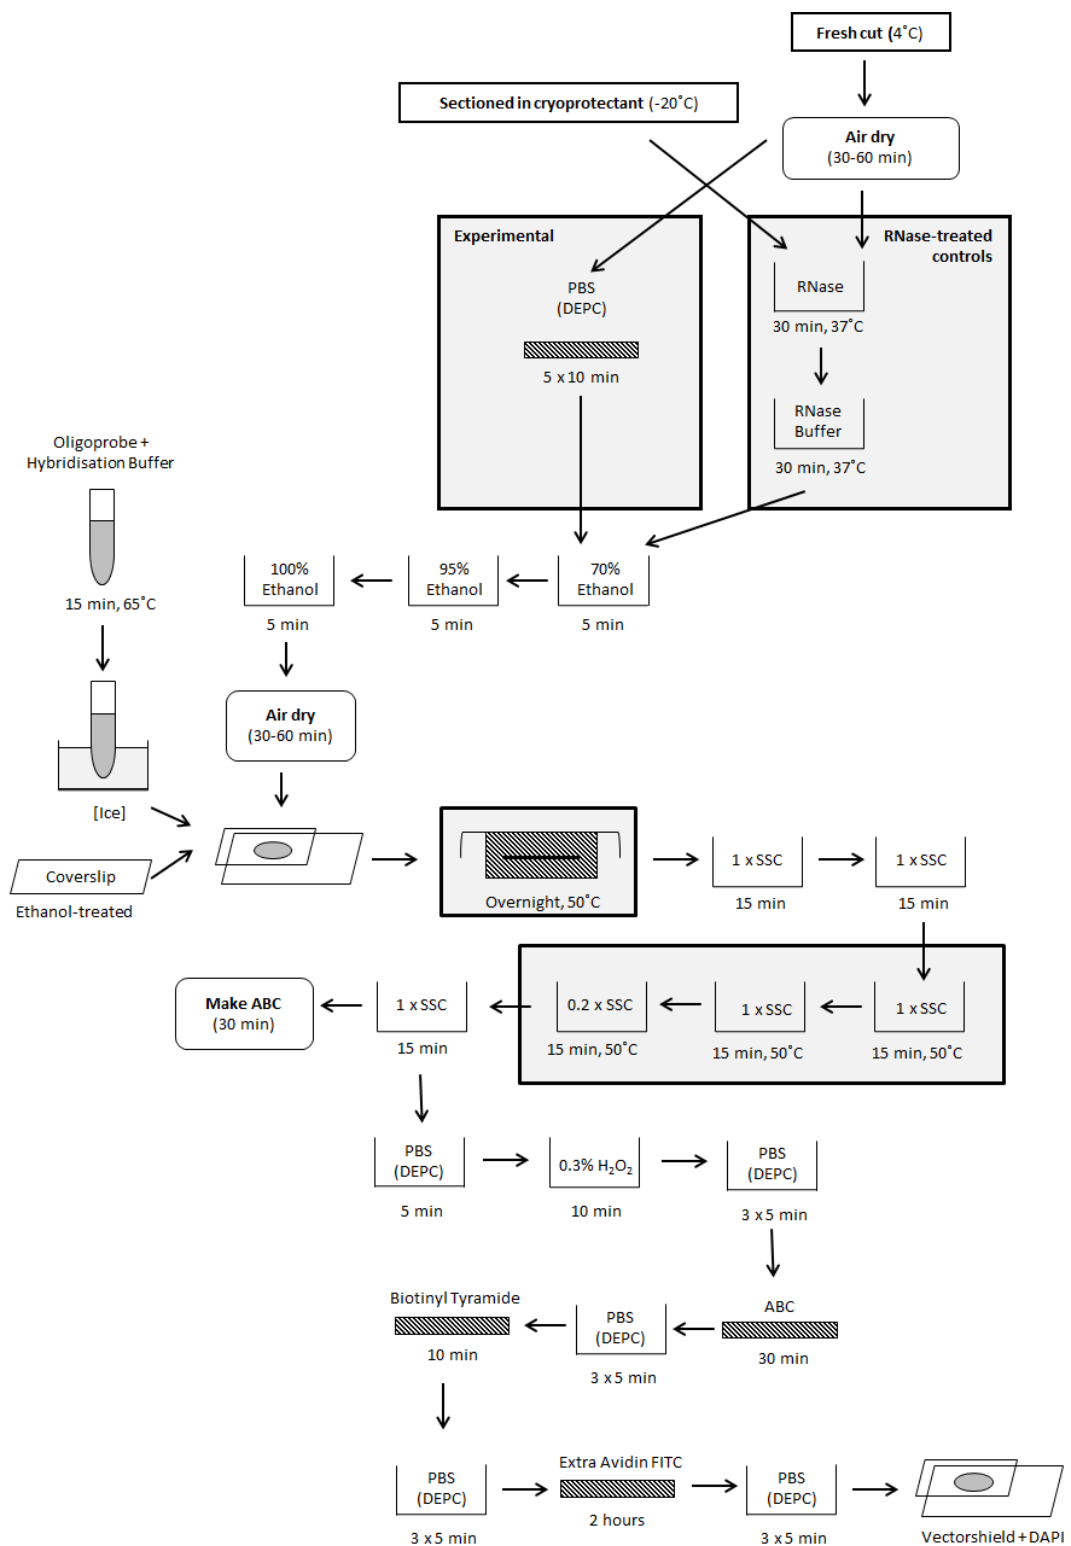 Fresh cut (4˚C)
Sectioned in cryoprotectant (-20˚C)
Air dry
(30-60 min)
Experimental
PBS
(DEPC)
5 x 10 min
RNase-treated
controls
RNase
30 min, 37˚C
RNase
Buffer
30 min, 37˚C
Oligoprobe +
Hybridisation Buffer
15 min, 65˚C
[Ice]
Coverslip
Ethanol-treated
70%
Ethanol
5 min
95%
Ethanol
5 min
100%
Ethanol
5 min
Air dry
(30-60 min)
Overnight, 50˚C
1 x SSC
15 min
1 x SSC
15 min
1 x SSC
15 min, 50˚C
1 x SSC
15 min, 50˚C
0.2 x SSC
15 min, 50˚C
1 x SSC
15 min
Make ABC
(30 min)
PBS
(DEPC)
5 min
0.3% H₂O₂
10 min
PBS
(DEPC)
3 x 5 min
ABC
30 min
PBS
(DEPC)
3 x 5 min
Biotinyl Tyramide
10 min
PBS
(DEPC)
3 x 5 min
Extra Avidin FITC
2 hours
PBS
(DEPC)
3 x 5 min
Vectorshield + DAPI